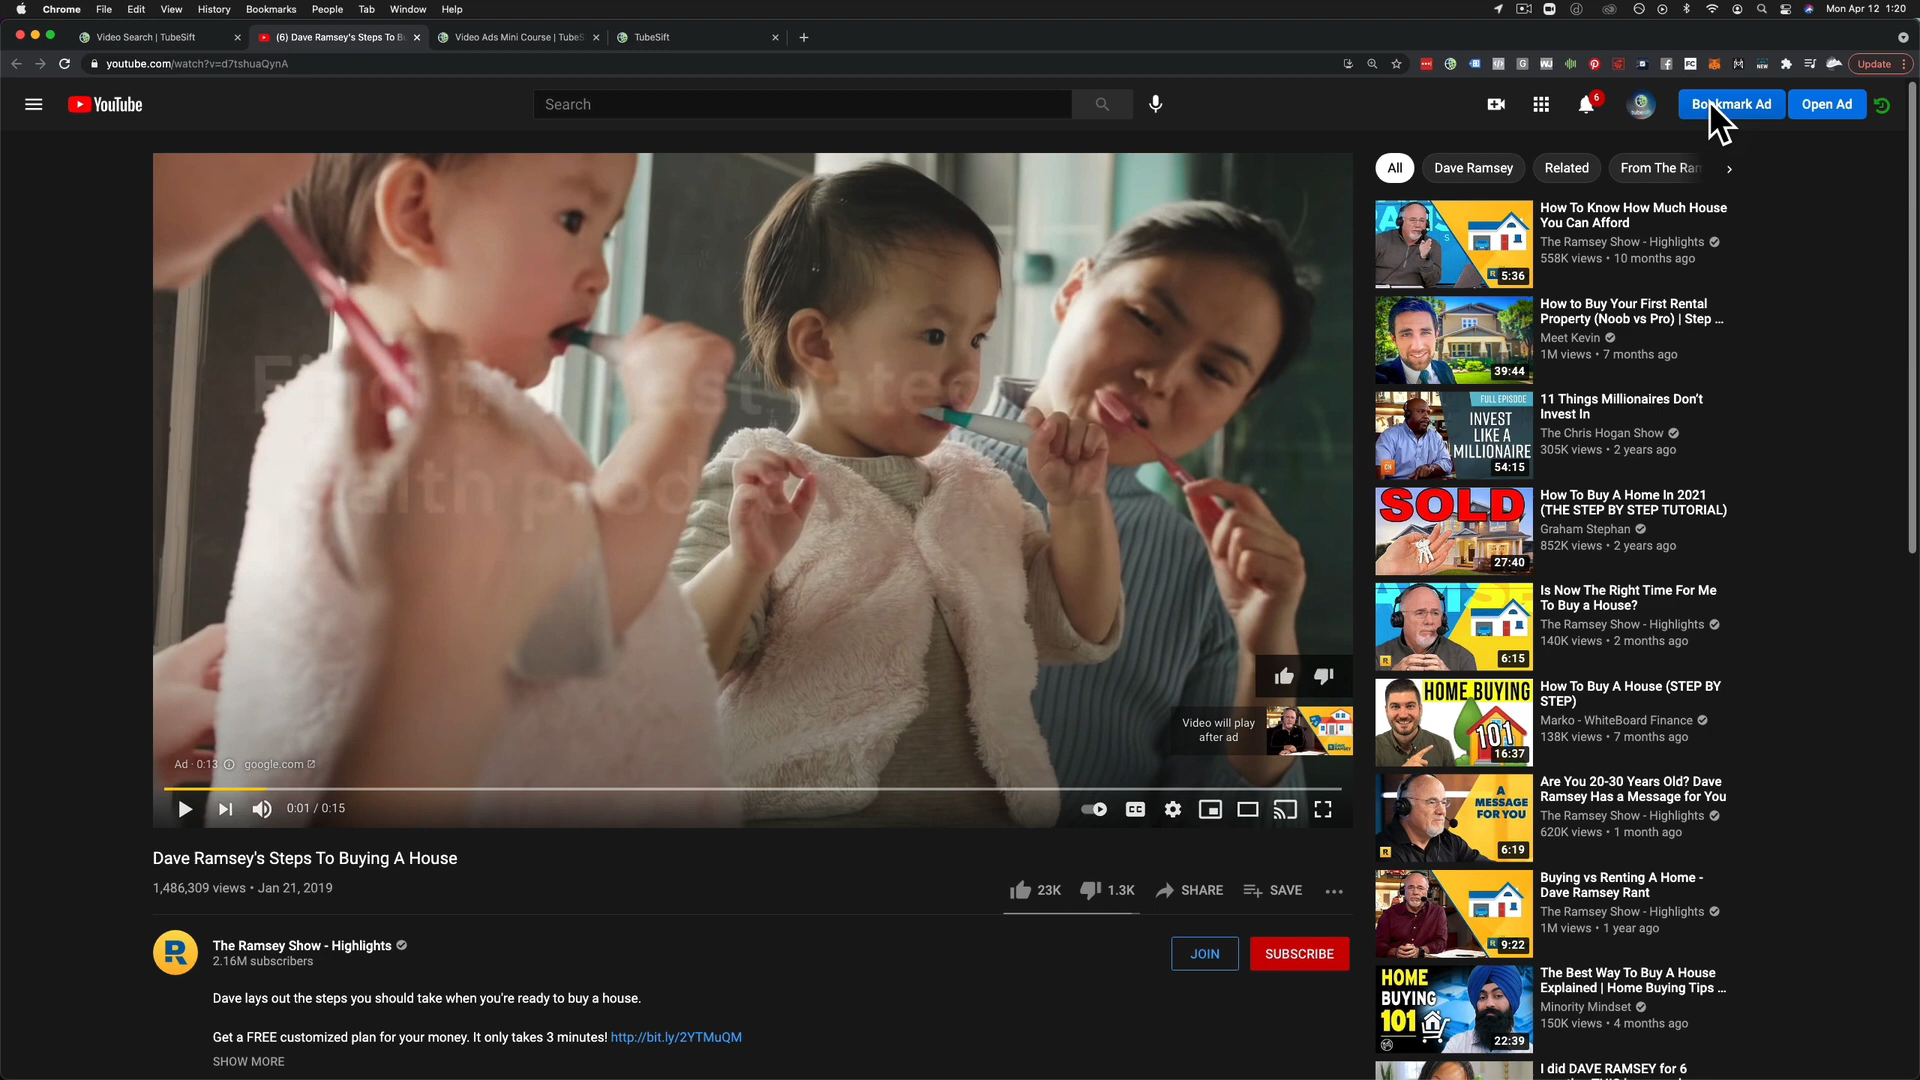 Chrome File Edit View History Bookmarks People Tab Window Help
Mon Apr 12 1:20
Video Search | TubeSift
(6) Dave Ramsey's Steps To B
Video Ads Mini Course | TubeS
TubeSift
youtube.com/watch?v=d7tshuaQynA
Update
YouTube
Search
6
Bookmark Ad
Open Ad
All
Dave Ramsey
Related
From The Ram
How To Know How Much House
You Can Afford
The Ramsey Show - Highlights
558K views • 10 months ago
5:36
How to Buy Your First Rental
Property (Noob vs Pro) | Step ...
Meet Kevin
1M views • 7 months ago
39:44
FULL EPISODE
INVEST
LIKE A
MILLIONAIRE
54:15
11 Things Millionaires Don't
Invest In
The Chris Hogan Show
305K views • 2 years ago
SOLD
27:40
How To Buy A Home In 2021
(THE STEP BY STEP TUTORIAL)
Graham Stephan
852K views • 2 years ago
Is Now The Right Time For Me
To Buy a House?
The Ramsey Show - Highlights
140K views • 2 months ago
6:15
HOME BUYING
101
16:37
How To Buy A House (STEP BY
STEP)
Marko - WhiteBoard Finance
138K views • 7 months ago
A
MESSAGE
FOR YOU
6:19
Are You 20-30 Years Old? Dave
Ramsey Has a Message for You
The Ramsey Show - Highlights
620K views • 1 month ago
9:22
Buying vs Renting A Home -
Dave Ramsey Rant
The Ramsey Show - Highlights
1M views • 1 year ago
HOME
BUYING
101
22:39
The Best Way To Buy A House
Explained | Home Buying Tips ...
Minority Mindset
150K views • 4 months ago
I did DAVE RAMSEY for 6
Video will play
after ad
Ad · 0:13
google.com
0:01 / 0:15
CC
Dave Ramsey's Steps To Buying A House
1,486,309 views • Jan 21, 2019
23K
1.3K
SHARE
SAVE
R
The Ramsey Show - Highlights
2.16M subscribers
JOIN
SUBSCRIBE
Dave lays out the steps you should take when you're ready to buy a house.
Get a FREE customized plan for your money. It only takes 3 minutes! http://bit.ly/2YTMuQM
SHOW MORE